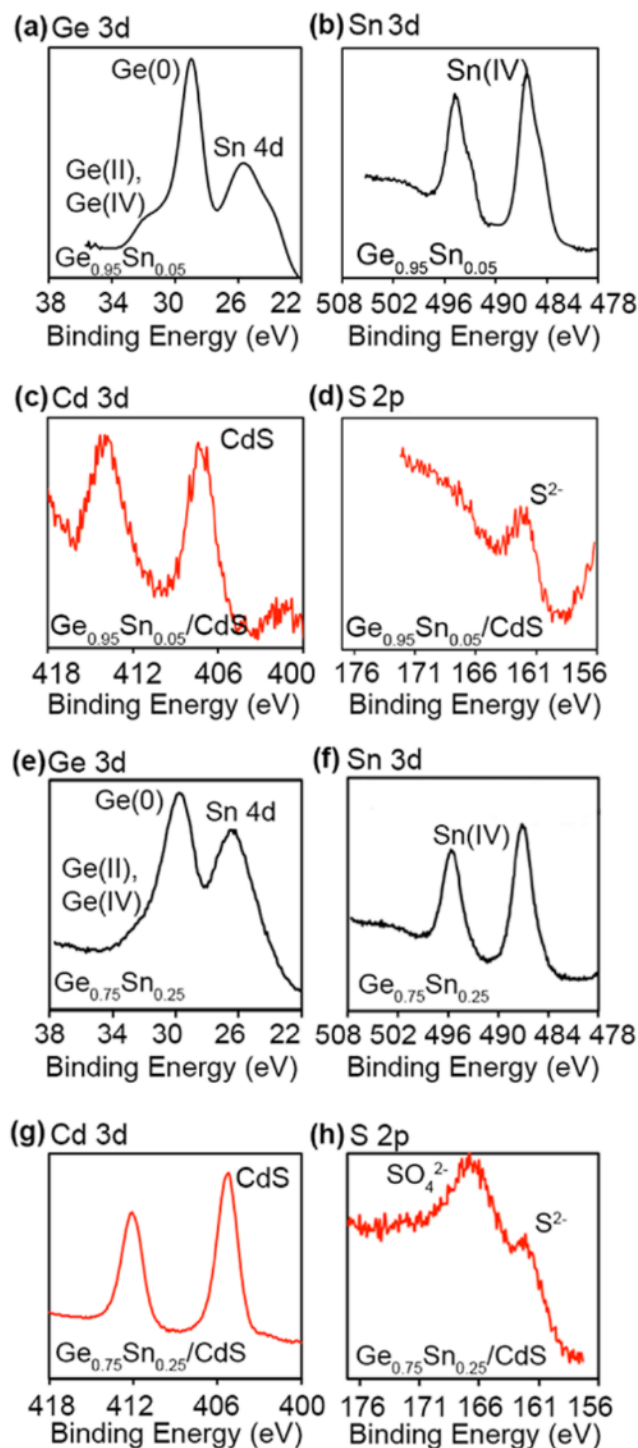 (a) Ge 3d
Ge(0)
Sn 4d
Ge(II),
Ge(IV)
Ge0.95Sn0.05
38 34 30 26 22
Binding Energy (eV)
(b) Sn 3d
Sn(IV)
Ge0.95Sn0.05
508 502 496 490 484 478
Binding Energy (eV)
(c) Cd 3d
CdS
Ge0.95Sn0.05/CdS
418 412 406 400
Binding Energy (eV)
(d) S 2p
S2-
Ge0.95Sn0.05/CdS
176 171 166 161 156
Binding Energy (eV)
(e) Ge 3d
Ge(0)
Sn 4d
Ge(II),
Ge(IV)
Ge0.75Sn0.25
38 34 30 26 22
Binding Energy (eV)
(f) Sn 3d
Sn(IV)
Ge0.75Sn0.25
508 502 496 490 484 478
Binding Energy (eV)
(g) Cd 3d
CdS
Ge0.75Sn0.25/CdS
418 412 404 400
Binding Energy (eV)
(h) S 2p
SO42-
S2-
Ge0.75Sn0.25/CdS
176 171 166 161 156
Binding Energy (eV)